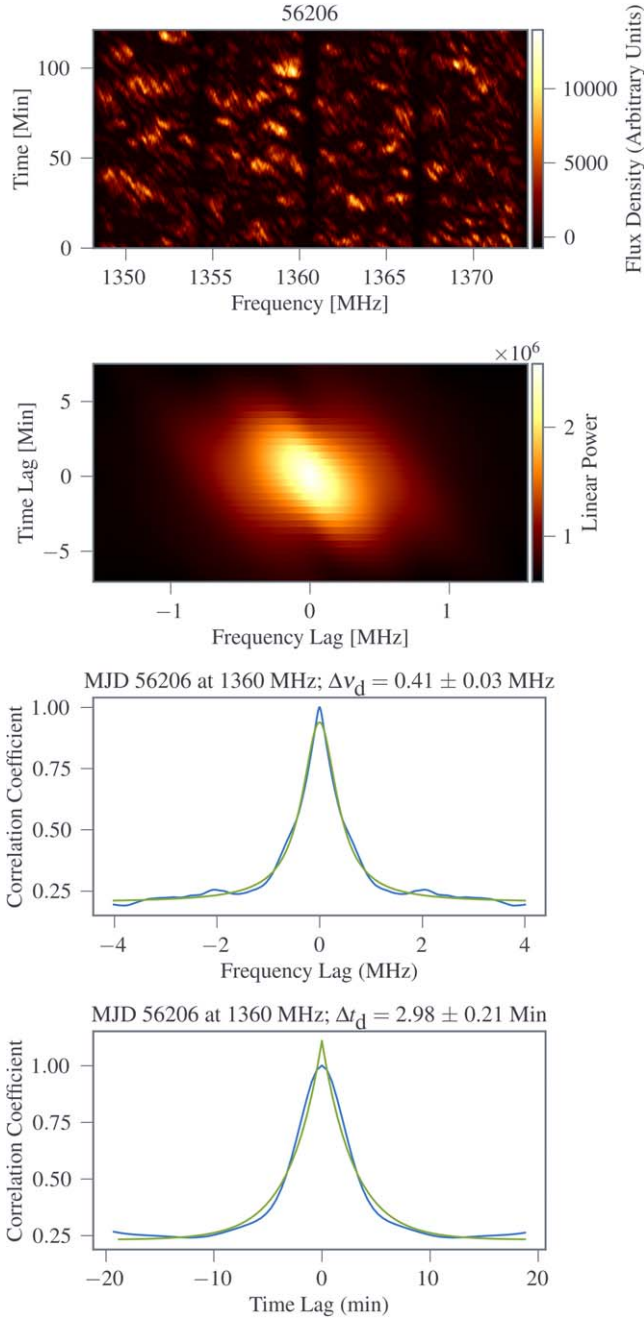 56206
100
50
0
Time [Min]
1350 1355 1360 1365 1370
Frequency [MHz]
10000
5000
0
Flux Density (Arbitrary Units)
×10⁶
5
0
−5
Time Lag [Min]
−1 0 1
Frequency Lag [MHz]
2
1
Linear Power
MJD 56206 at 1360 MHz; Δν_d = 0.41 ± 0.03 MHz
1.00
0.75
0.50
0.25
Correlation Coefficient
−4 −2 0 2 4
Frequency Lag (MHz)
MJD 56206 at 1360 MHz; Δt_d = 2.98 ± 0.21 Min
1.00
0.75
0.50
0.25
Correlation Coefficient
−20 −10 0 10 20
Time Lag (min)